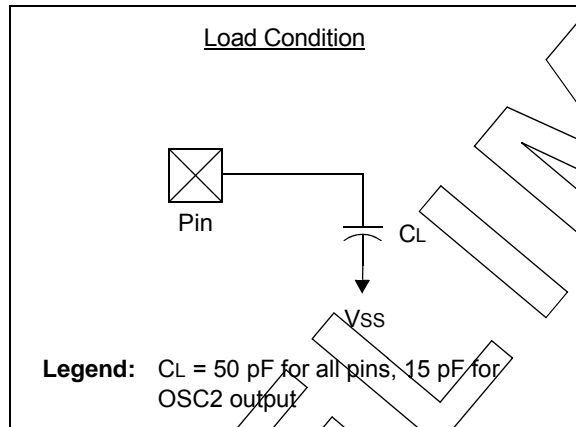 Load Condition
Pin
CL
VSS
Legend: CL = 50 pF for all pins, 15 pF for
OSC2 output